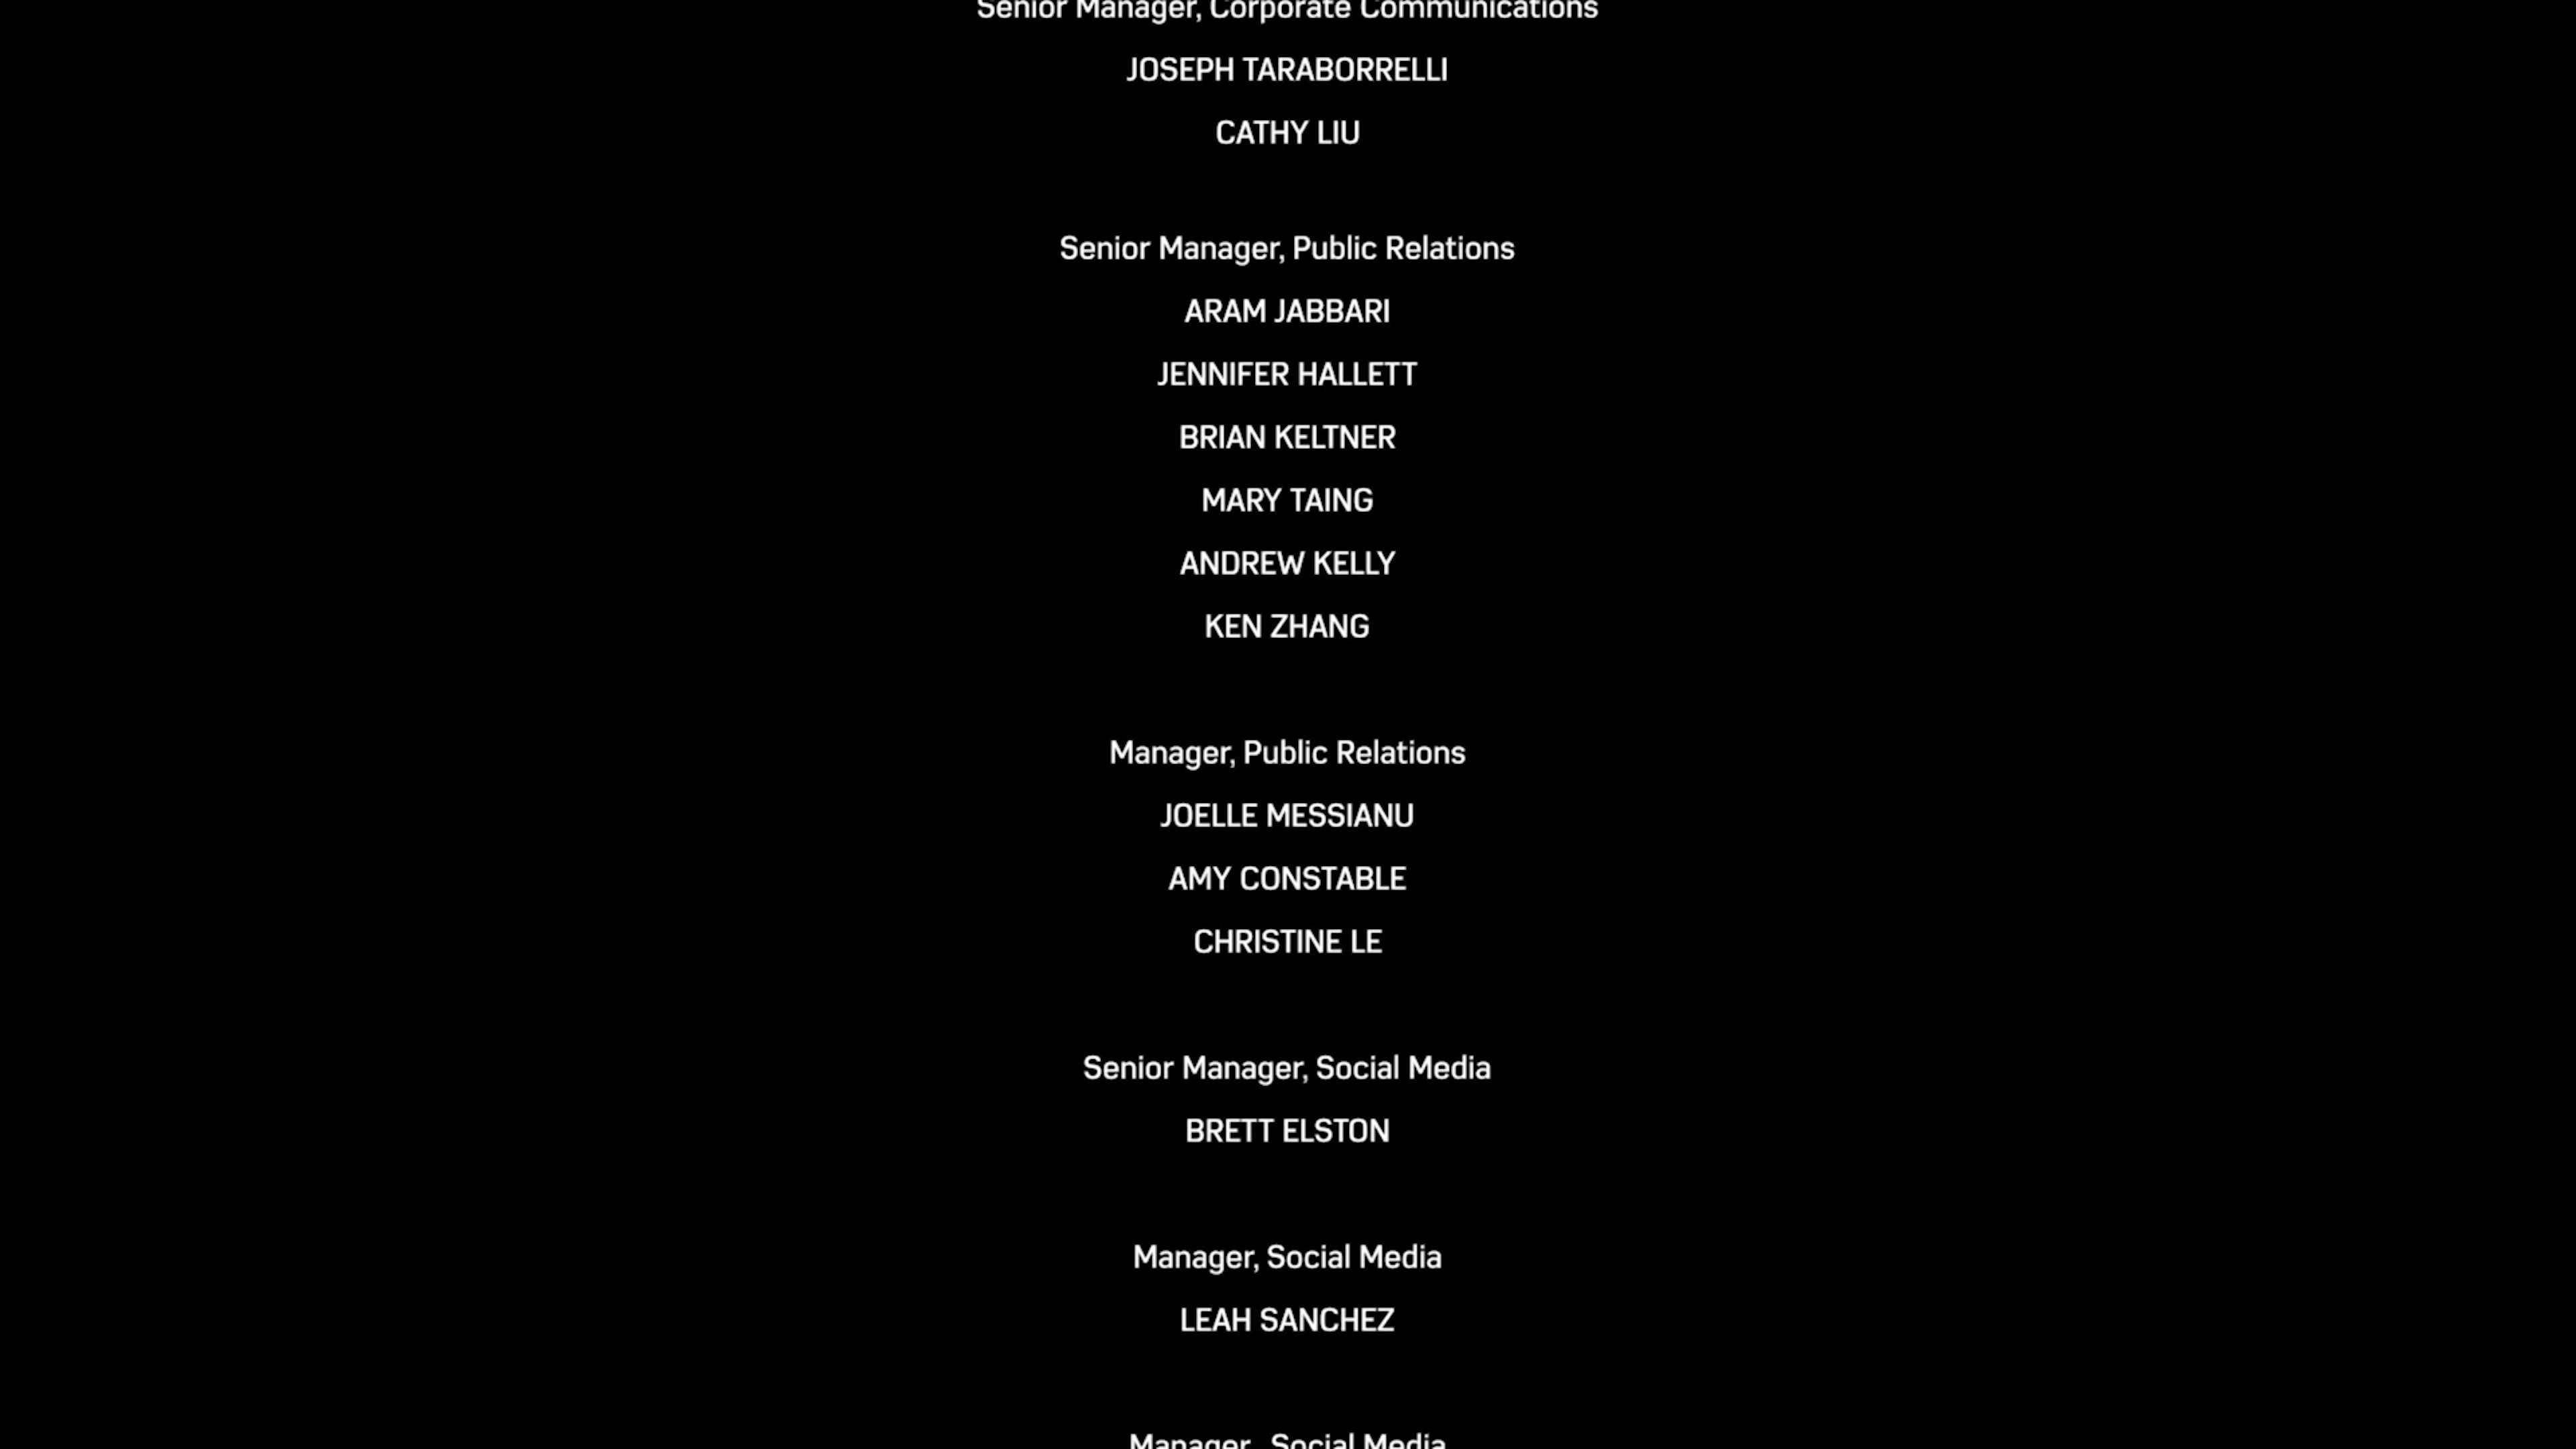 Senior Manager, Corporate Communications
JOSEPH TARABORRELLI
CATHY LIU
Senior Manager, Public Relations
ARAM JABBARI
JENNIFER HALLETT
BRIAN KELTNER
MARY TAING
ANDREW KELLY
KEN ZHANG
Manager, Public Relations
JOELLE MESSIANU
AMY CONSTABLE
CHRISTINE LE
Senior Manager, Social Media
BRETT ELSTON
Manager, Social Media
LEAH SANCHEZ
Manager, Social Media